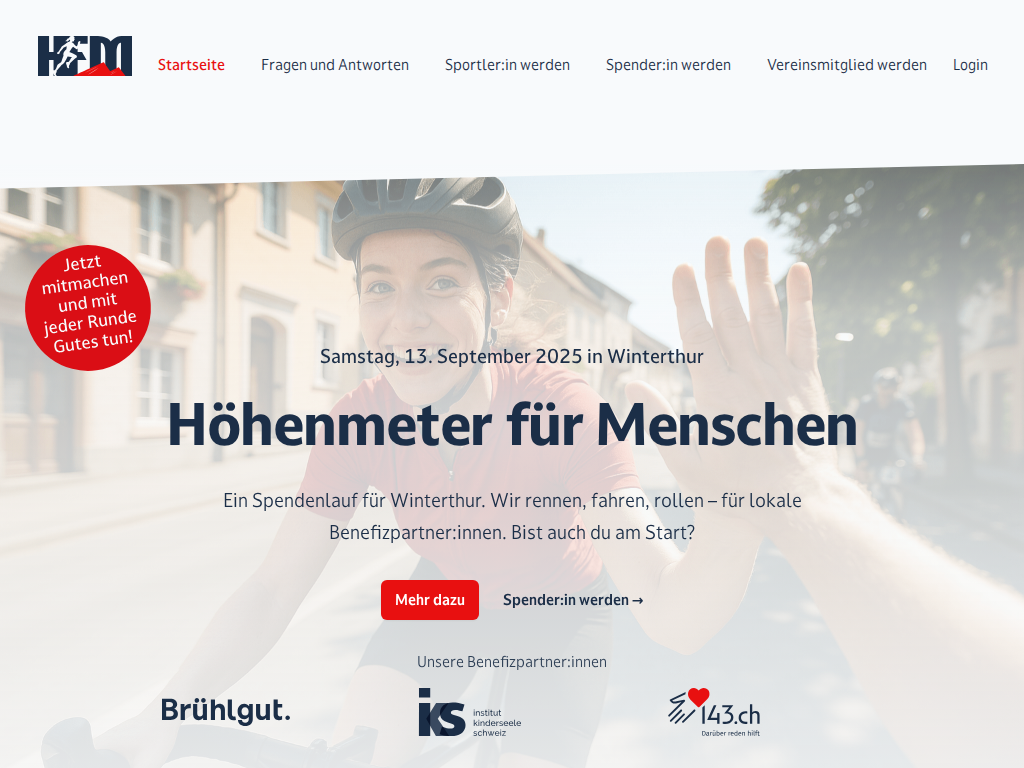 HFM
Startseite
Fragen und Antworten
Sportler:in werden
Spender:in werden
Vereinsmitglied werden
Login
Jetzt
mitmachen
und mit
jeder Runde
Gutes tun!
Samstag, 13. September 2025 in Winterthur
Höhenmeter für Menschen
Ein Spendenlauf für Winterthur. Wir rennen, fahren, rollen – für lokale
Benefizpartner:innen. Bist auch du am Start?
Mehr dazu
Spender:in werden →
Unsere Benefizpartner:innen
Brühlgut.
iks
institut
kinderseele
schweiz
143.ch
Darüber reden hilft